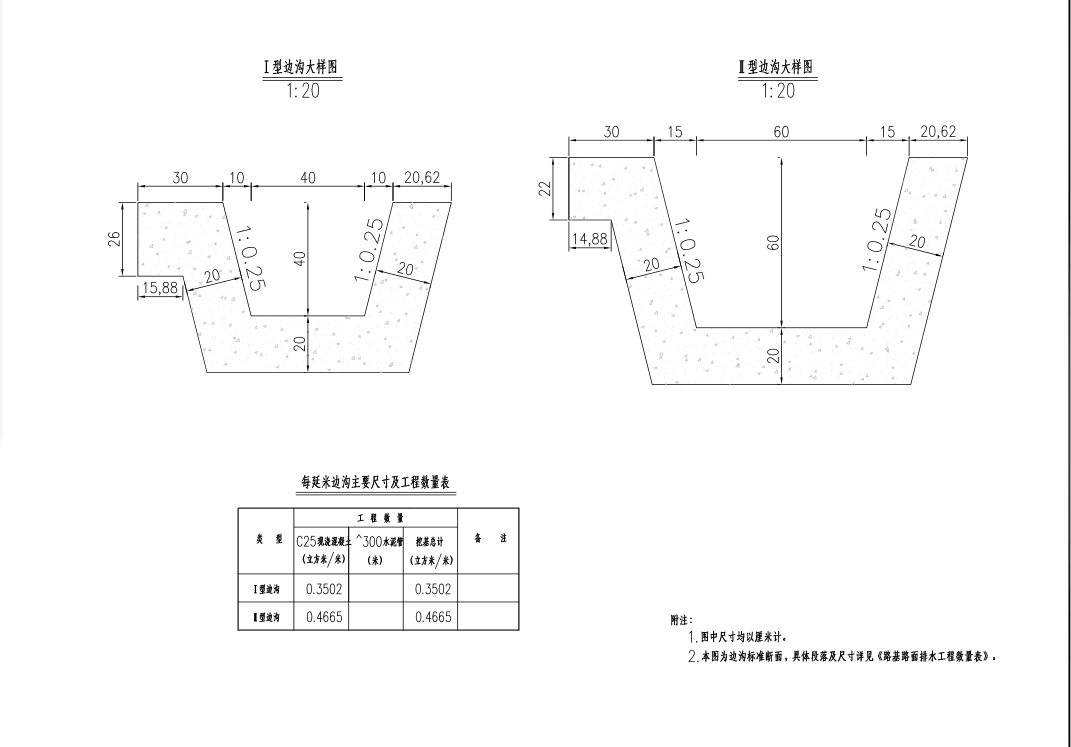 Ⅰ型边沟大样图
1:20
30 10 40 10 20,62
26
15,88
20
1:0.25
40
1:0.25
20
20
Ⅱ型边沟大样图
1:20
30 15 60 15 20,62
22
14,88
20
1:0.25
60
1:0.25
20
20
每延米边沟主要尺寸及工程数量表
类 型 工 程 数 量 备 注
C25现浇混凝土 ^300水泥管 挖基总计
(立方米/米) (米) (立方米/米)
Ⅰ型边沟 0.3502 0.3502
Ⅱ型边沟 0.4665 0.4665
附注:
1.图中尺寸均以厘米计。
2.本图为边沟标准断面,具体段落及尺寸详见《路基路面排水工程数量表》。